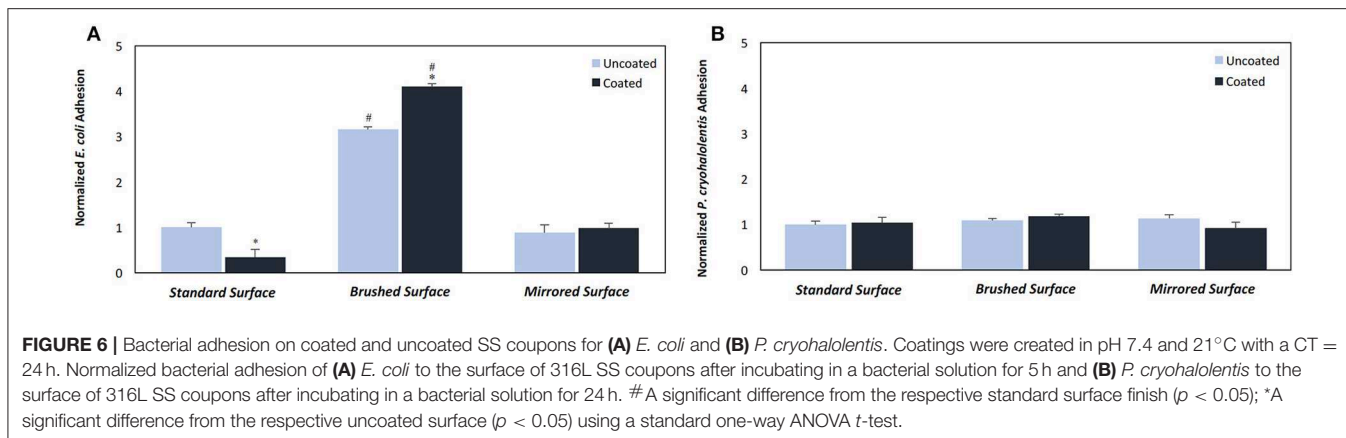 A
Normalized E. coli Adhesion
5
4
3
2
1
0
Uncoated
Coated
*
#
#
*
Standard Surface
Brushed Surface
Mirrored Surface
B
Normalized P. cryohalolentis Adhesion
5
4
3
2
1
0
Uncoated
Coated
Standard Surface
Brushed Surface
Mirrored Surface
FIGURE 6 | Bacterial adhesion on coated and uncoated SS coupons for (A) E. coli and (B) P. cryohalolentis. Coatings were created in pH 7.4 and 21°C with a CT =
24 h. Normalized bacterial adhesion of (A) E. coli to the surface of 316L SS coupons after incubating in a bacterial solution for 5 h and (B) P. cryohalolentis to the
surface of 316L SS coupons after incubating in a bacterial solution for 24 h. #A significant difference from the respective standard surface finish (p < 0.05); *A
significant difference from the respective uncoated surface (p < 0.05) using a standard one-way ANOVA t-test.